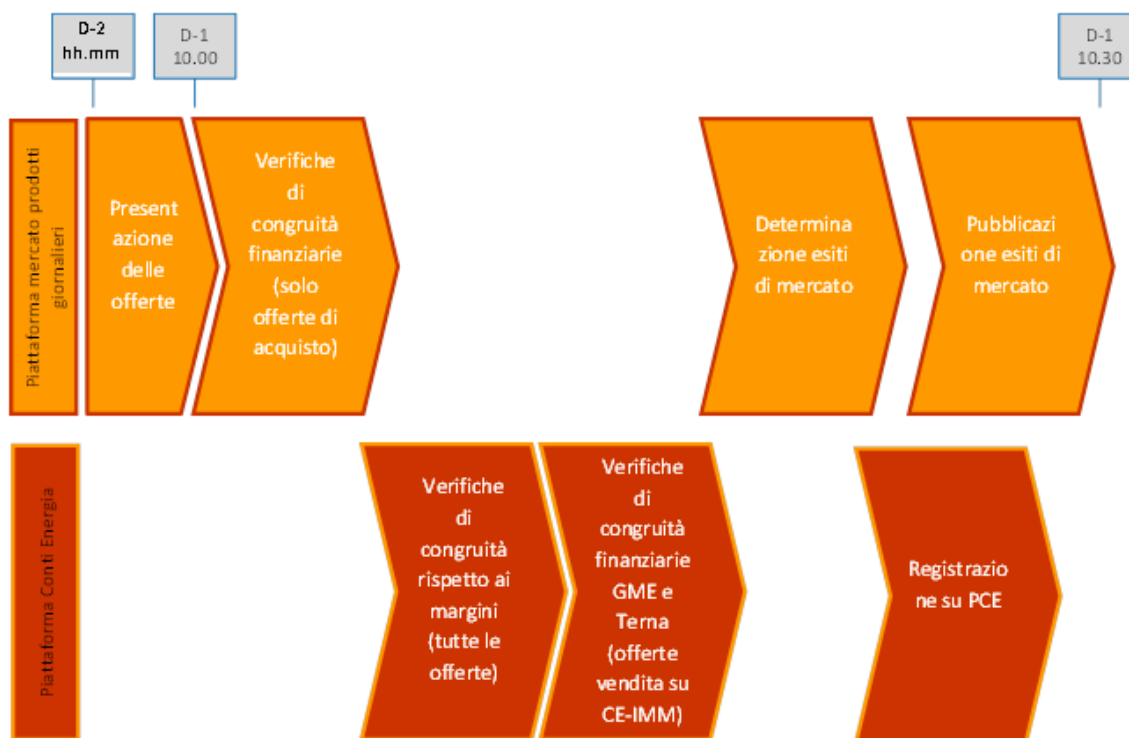 D-2
hh.mm
D-1
10.00
D-1
10.30
Piattaforma mercato prodotti
giornalieri
Present
azione
delle
offerte
Verifiche
di
congruità
finanziarie
(solo
offerte di
acquisto)
Determina
zione esiti
di mercato
Pubblicazi
one esiti di
mercato
Piattaforma Conti Energia
Verifiche
di
congruità
rispetto ai
margini
(tutte le
offerte)
Verifiche
di
congruità
finanziarie
GME e
Terna
(offerte
vendita su
CE-IMM)
Registrazio
ne su PCE